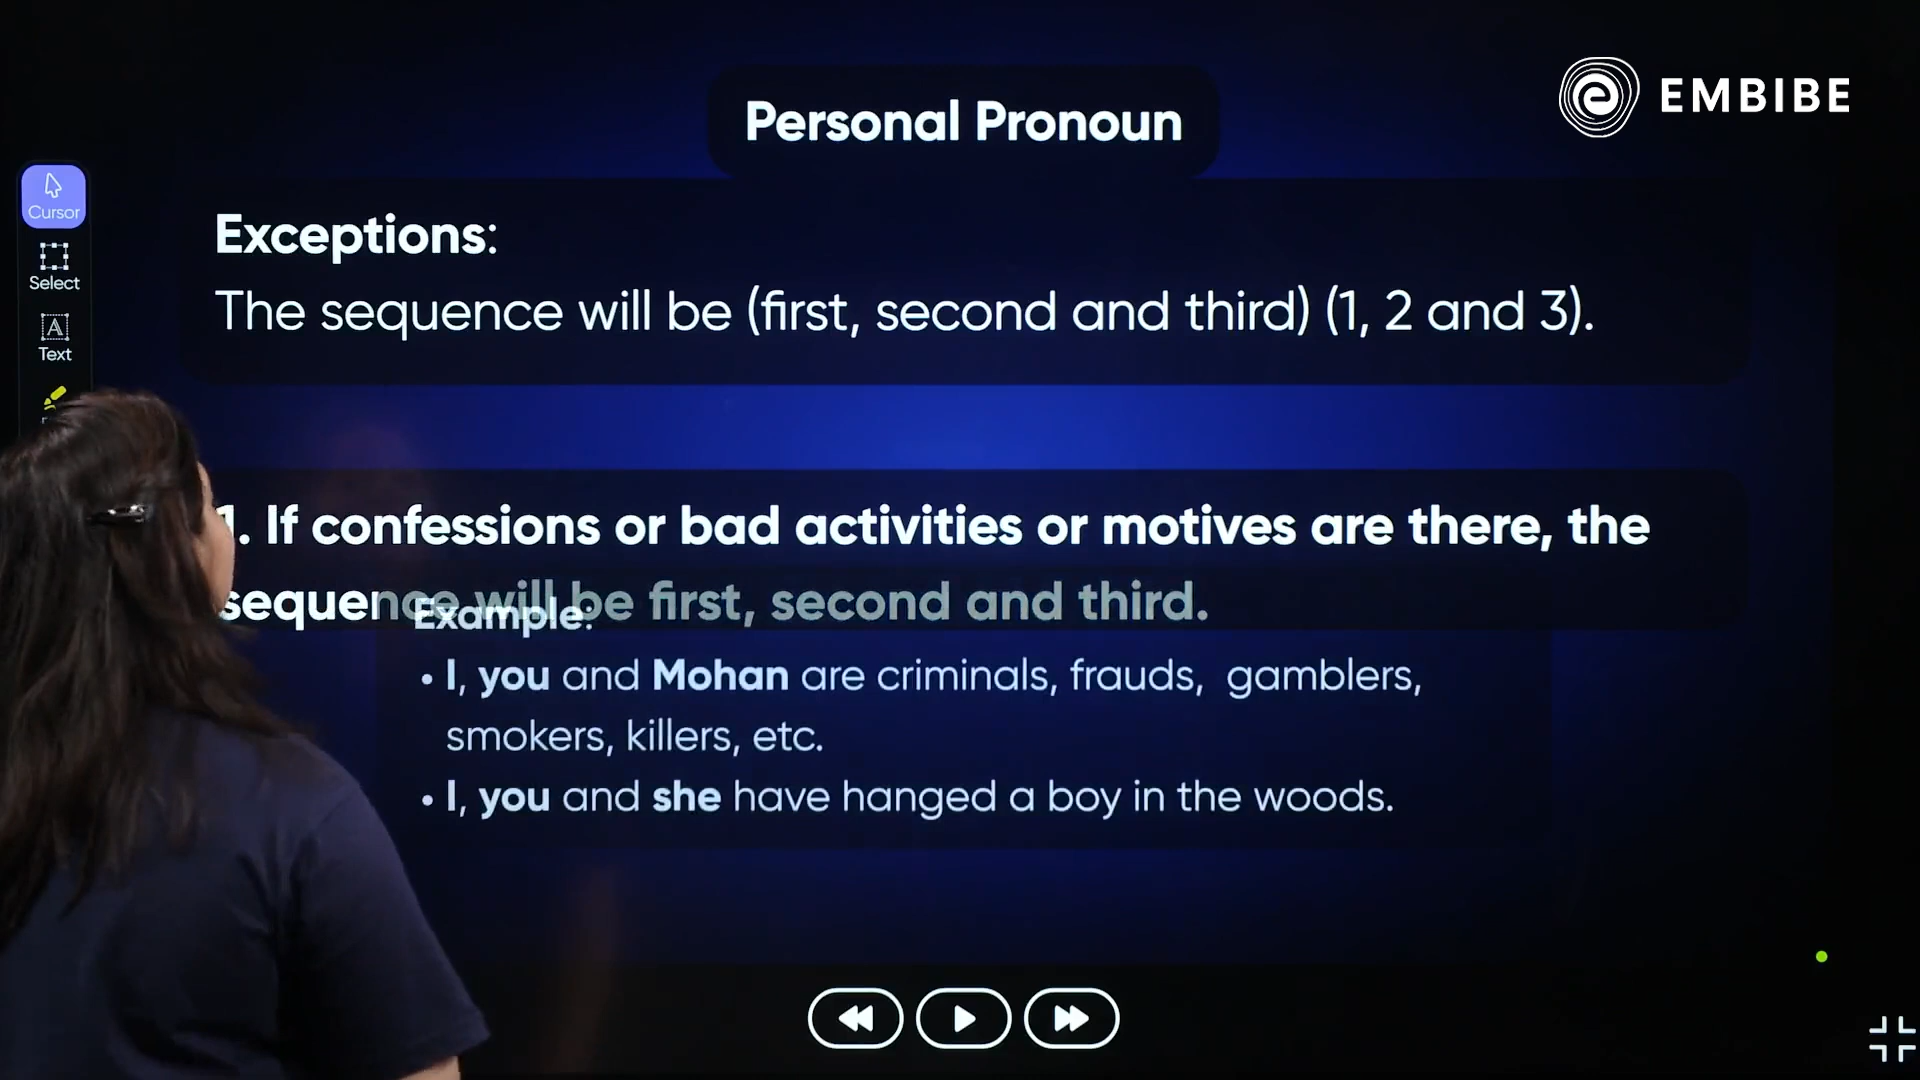 EMBIBE
Personal Pronoun
Cursor
Select
Text
Exceptions:
The sequence will be (first, second and third) (1, 2 and 3).
1. If confessions or bad activities or motives are there, the
sequence will be first, second and third.
Example:
• I, you and Mohan are criminals, frauds, gamblers,
smokers, killers, etc.
• I, you and she have hanged a boy in the woods.